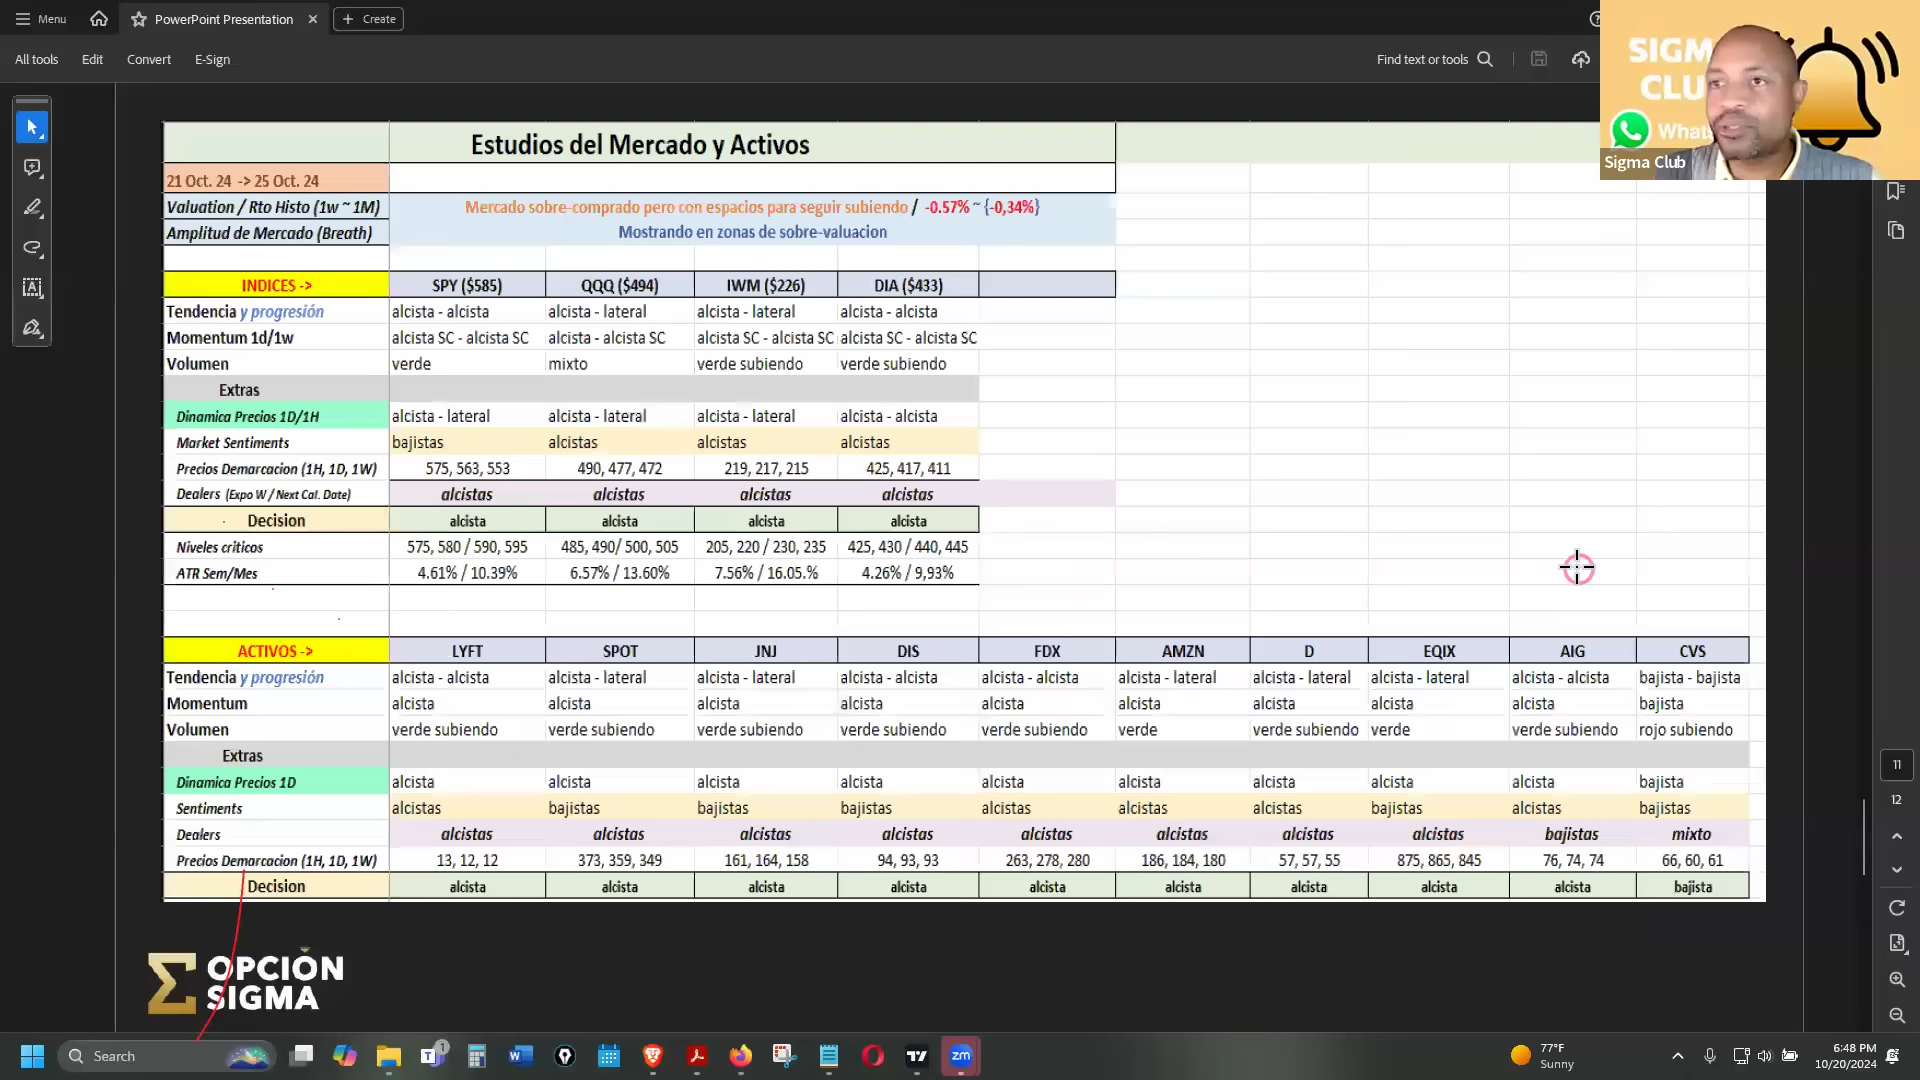 Menu
PowerPoint Presentation
Create
All tools Edit Convert E-Sign
Find text or tools
SIGM
CLU
Whats
Sigma Club
Estudios del Mercado y Activos
21 Oct. 24 -> 25 Oct. 24
Valuation / Rto Histo (1w ~ 1M) Mercado sobre-comprado pero con espacios para seguir subiendo / -0.57% ~ {-0,34%}
Amplitud de Mercado (Breath) Mostrando en zonas de sobre-valuacion
INDICES -> SPY ($585) QQQ ($494) IWM ($226) DIA ($433)
Tendencia y progresión alcista - alcista alcista - lateral alcista - lateral alcista - alcista
Momentum 1d/1w alcista SC - alcista SC alcista - alcista SC alcista SC - alcista SC alcista SC - alcista SC
Volumen verde mixto verde subiendo verde subiendo
Extras
Dinamica Precios 1D/1H alcista - lateral alcista - lateral alcista - lateral alcista - alcista
Market Sentiments bajistas alcistas alcistas alcistas
Precios Demarcacion (1H, 1D, 1W) 575, 563, 553 490, 477, 472 219, 217, 215 425, 417, 411
Dealers (Expo W / Next Cal. Date) alcistas alcistas alcistas alcistas
Decision alcista alcista alcista alcista
Niveles criticos 575, 580 / 590, 595 485, 490/ 500, 505 205, 220 / 230, 235 425, 430 / 440, 445
ATR Sem/Mes 4.61% / 10.39% 6.57% / 13.60% 7.56% / 16.05.% 4.26% / 9,93%
ACTIVOS -> LYFT SPOT JNJ DIS FDX AMZN D EQIX AIG CVS
Tendencia y progresión alcista - alcista alcista - lateral alcista - lateral alcista - alcista alcista - alcista alcista - lateral alcista - lateral alcista - lateral alcista - alcista bajista - bajista
Momentum alcista alcista alcista alcista alcista alcista alcista alcista alcista bajista
Volumen verde subiendo verde subiendo verde subiendo verde subiendo verde subiendo verde verde subiendo verde verde subiendo rojo subiendo
Extras
Dinamica Precios 1D alcista alcista alcista alcista alcista alcista alcista alcista alcista bajista
Sentiments alcistas bajistas bajistas bajistas alcistas alcistas alcistas bajistas alcistas bajistas
Dealers alcistas alcistas alcistas alcistas alcistas alcistas alcistas alcistas bajistas mixto
Precios Demarcacion (1H, 1D, 1W) 13, 12, 12 373, 359, 349 161, 164, 158 94, 93, 93 263, 278, 280 186, 184, 180 57, 57, 55 875, 865, 845 76, 74, 74 66, 60, 61
Decision alcista alcista alcista alcista alcista alcista alcista alcista alcista bajista
11
12
OPCIÓN
SIGMA
Search
1
zm
77°F
Sunny
6:48 PM
10/20/2024